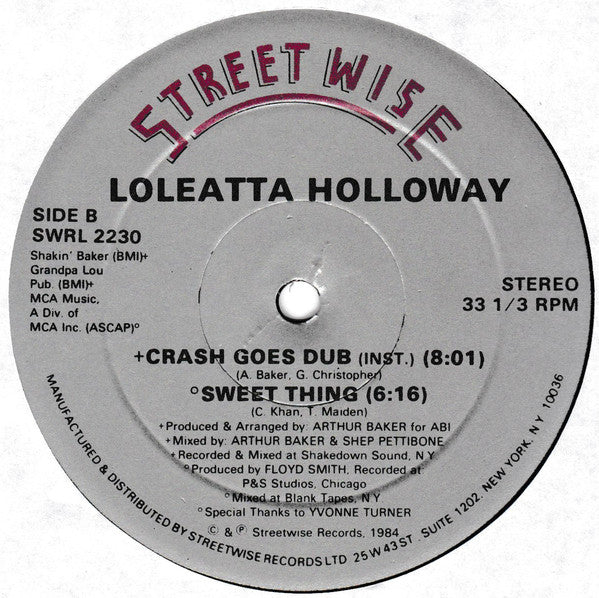 STREETWISE
LOLEATTA HOLLOWAY
SIDE B
SWRL 2230
Shakin' Baker (BMI)+
Grandpa Lou
Pub. (BMI)+
MCA Music,
A Div. of
MCA Inc. (ASCAP)°
STEREO
33 1/3 RPM
+CRASH GOES DUB (INST.) (8:01)
(A. Baker, G. Christopher)
°SWEET THING (6:16)
(C. Khan, T. Maiden)
+Produced & Arranged by: ARTHUR BAKER for ABI
+Mixed by: ARTHUR BAKER & SHEP PETTIBONE
+Recorded & Mixed at Shakedown Sound, N.Y.
°Produced by FLOYD SMITH, Recorded at
P&S Studios, Chicago
°Mixed at Blank Tapes, N.Y
°Special Thanks to YVONNE TURNER
© & ℗ Streetwise Records, 1984
MANUFACTURED & DISTRIBUTED BY STREETWISE RECORDS LTD 25 W 43 ST. SUITE 1202. NEW YORK. NY 10036